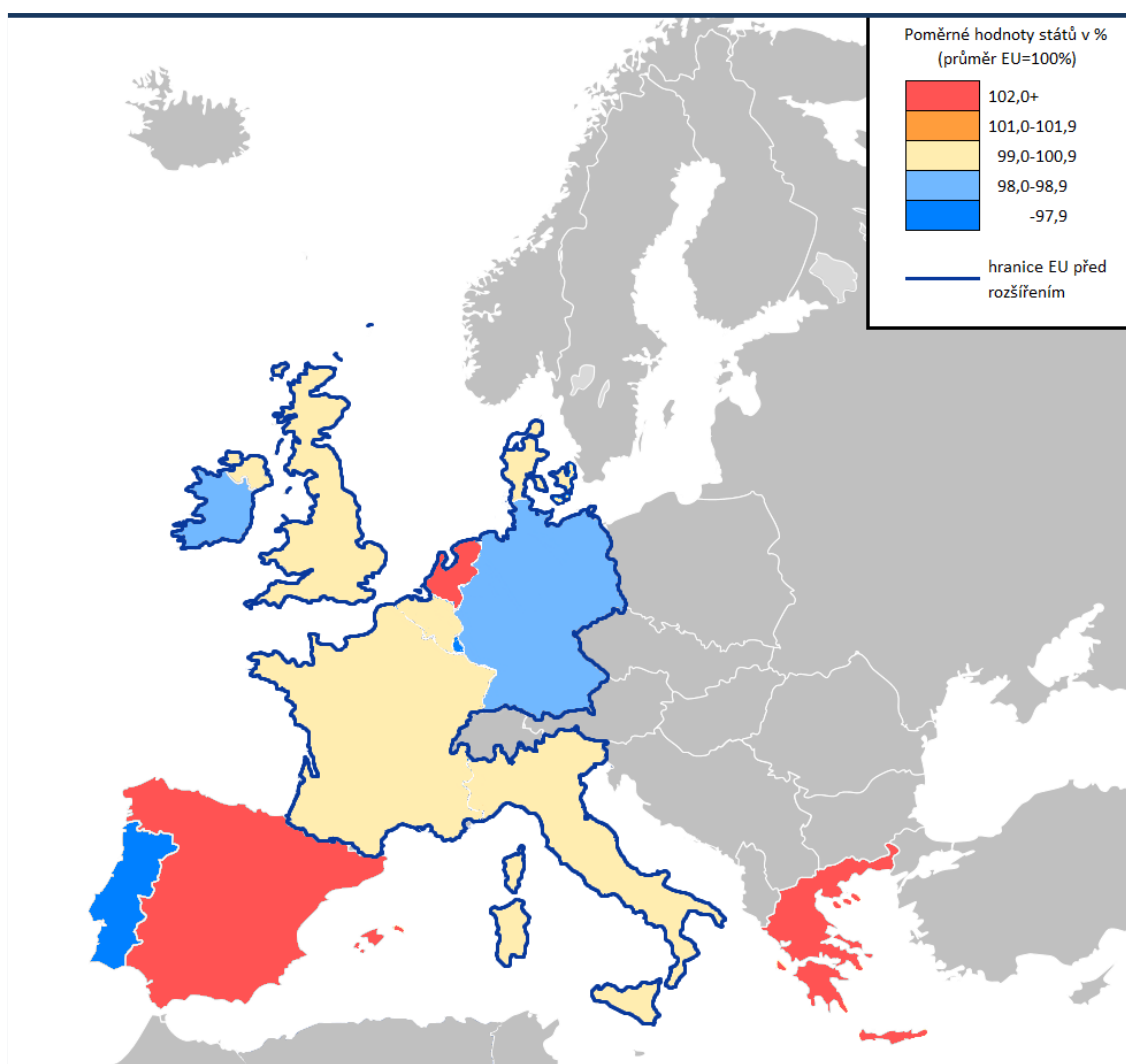 Poměrné hodnoty států v %
(průměr EU=100%)
102,0+
101,0-101,9
99,0-100,9
98,0-98,9
-97,9
hranice EU před
rozšířením